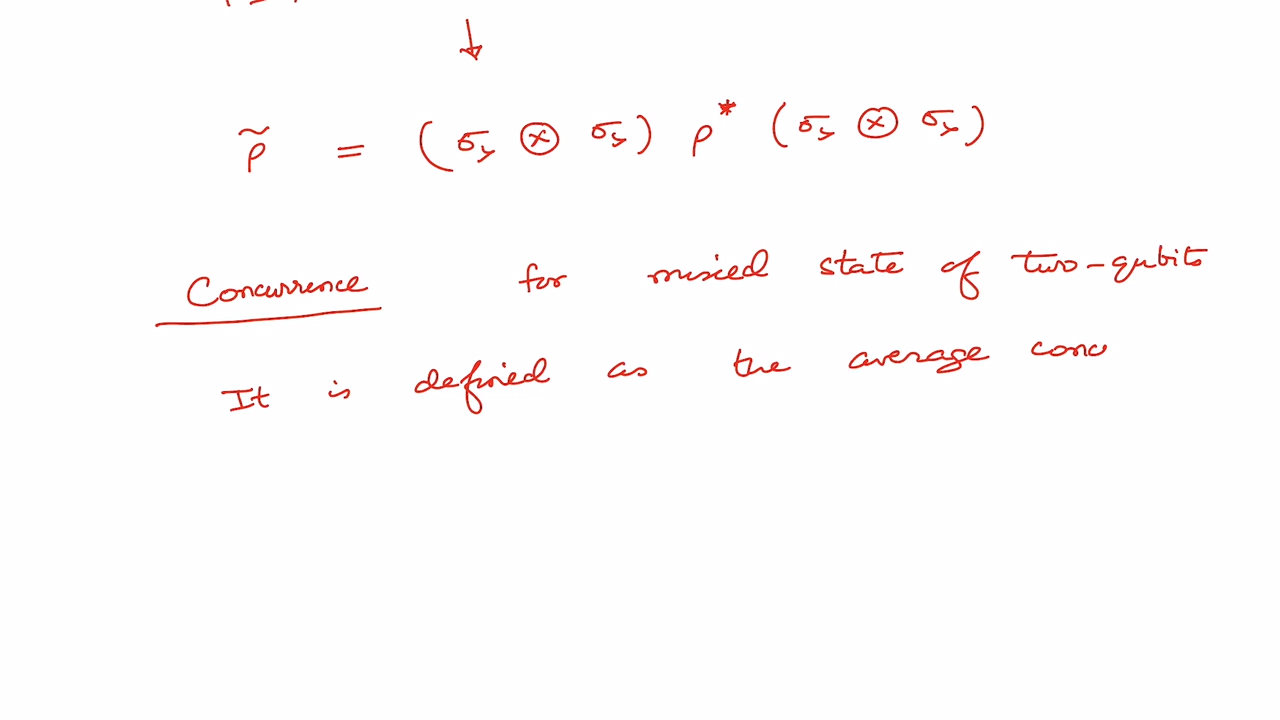 ρ̃ = (σy ⊗ σy) ρ* (σy ⊗ σy)
Concurrence for mixed state of two-qubits
It is defined as the average conc